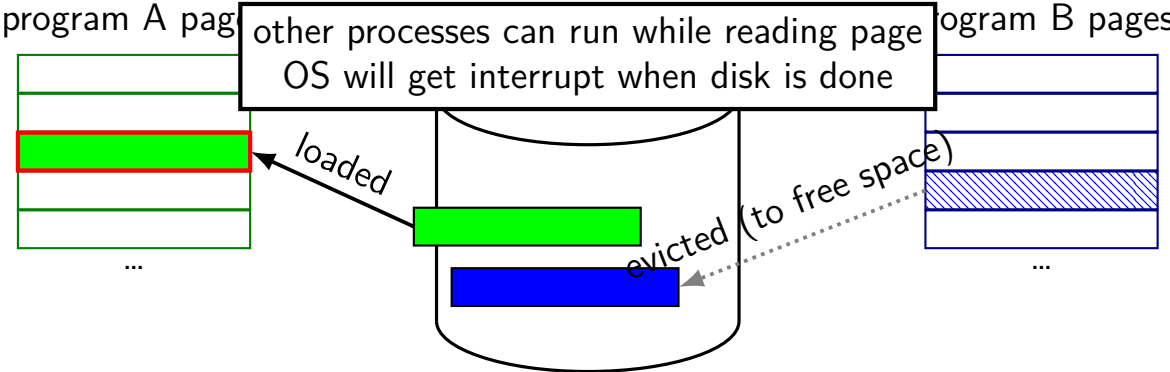 program A pag
other processes can run while reading page
OS will get interrupt when disk is done
rogram B pages
loaded
evicted (to free space)
...
...